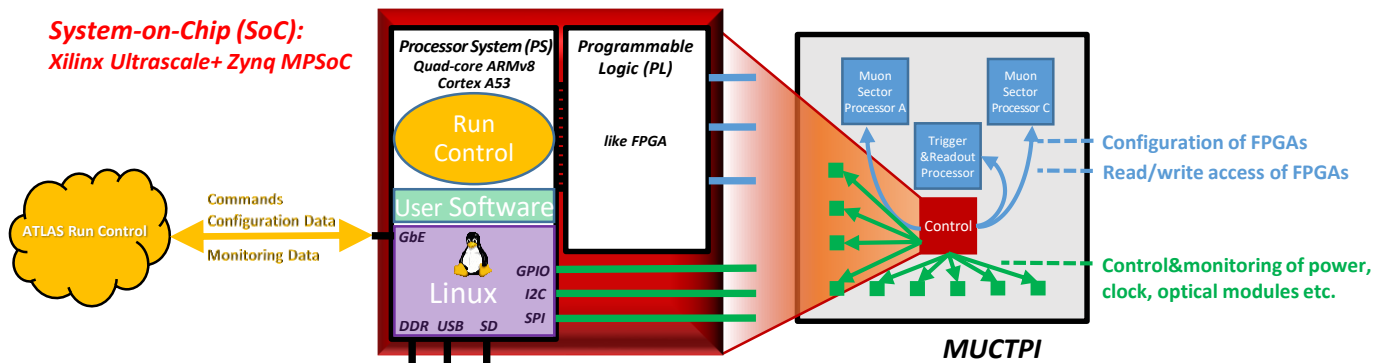 System-on-Chip (SoC):
Xilinx Ultrascale+ Zynq MPSoC
Processor System (PS)
Quad-core ARMv8
Cortex A53
Run
Control
User Software
GbE
Linux
GPIO
I2C
SPI
DDR USB SD
Programmable
Logic (PL)
like FPGA
ATLAS Run Control
Commands
Configuration Data
Monitoring Data
Muon
Sector
Processor A
Muon
Sector
Processor C
Trigger
&Readout
Processor
Control
Configuration of FPGAs
Read/write access of FPGAs
Control&monitoring of power,
clock, optical modules etc.
MUCTPI